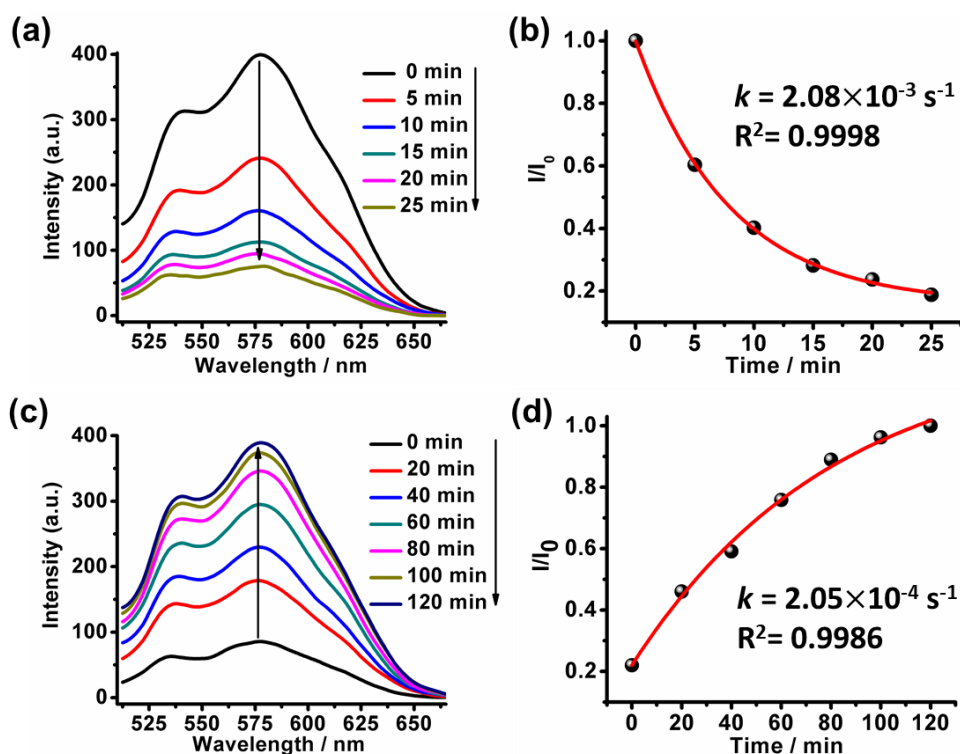 (a)
400
300
200
100
0
Intensity (a.u.)
525 550 575 600 625 650
Wavelength / nm
0 min
5 min
10 min
15 min
20 min
25 min
(b)
1.0
0.8
0.6
0.4
0.2
I/I₀
k = 2.08×10⁻³ s⁻¹
R²= 0.9998
0 5 10 15 20 25
Time / min
(c)
400
300
200
100
0
Intensity (a.u.)
525 550 575 600 625 650
Wavelength / nm
0 min
20 min
40 min
60 min
80 min
100 min
120 min
(d)
1.0
0.8
0.6
0.4
0.2
I/I₀
k = 2.05×10⁻⁴ s⁻¹
R²= 0.9986
0 20 40 60 80 100 120
Time / min